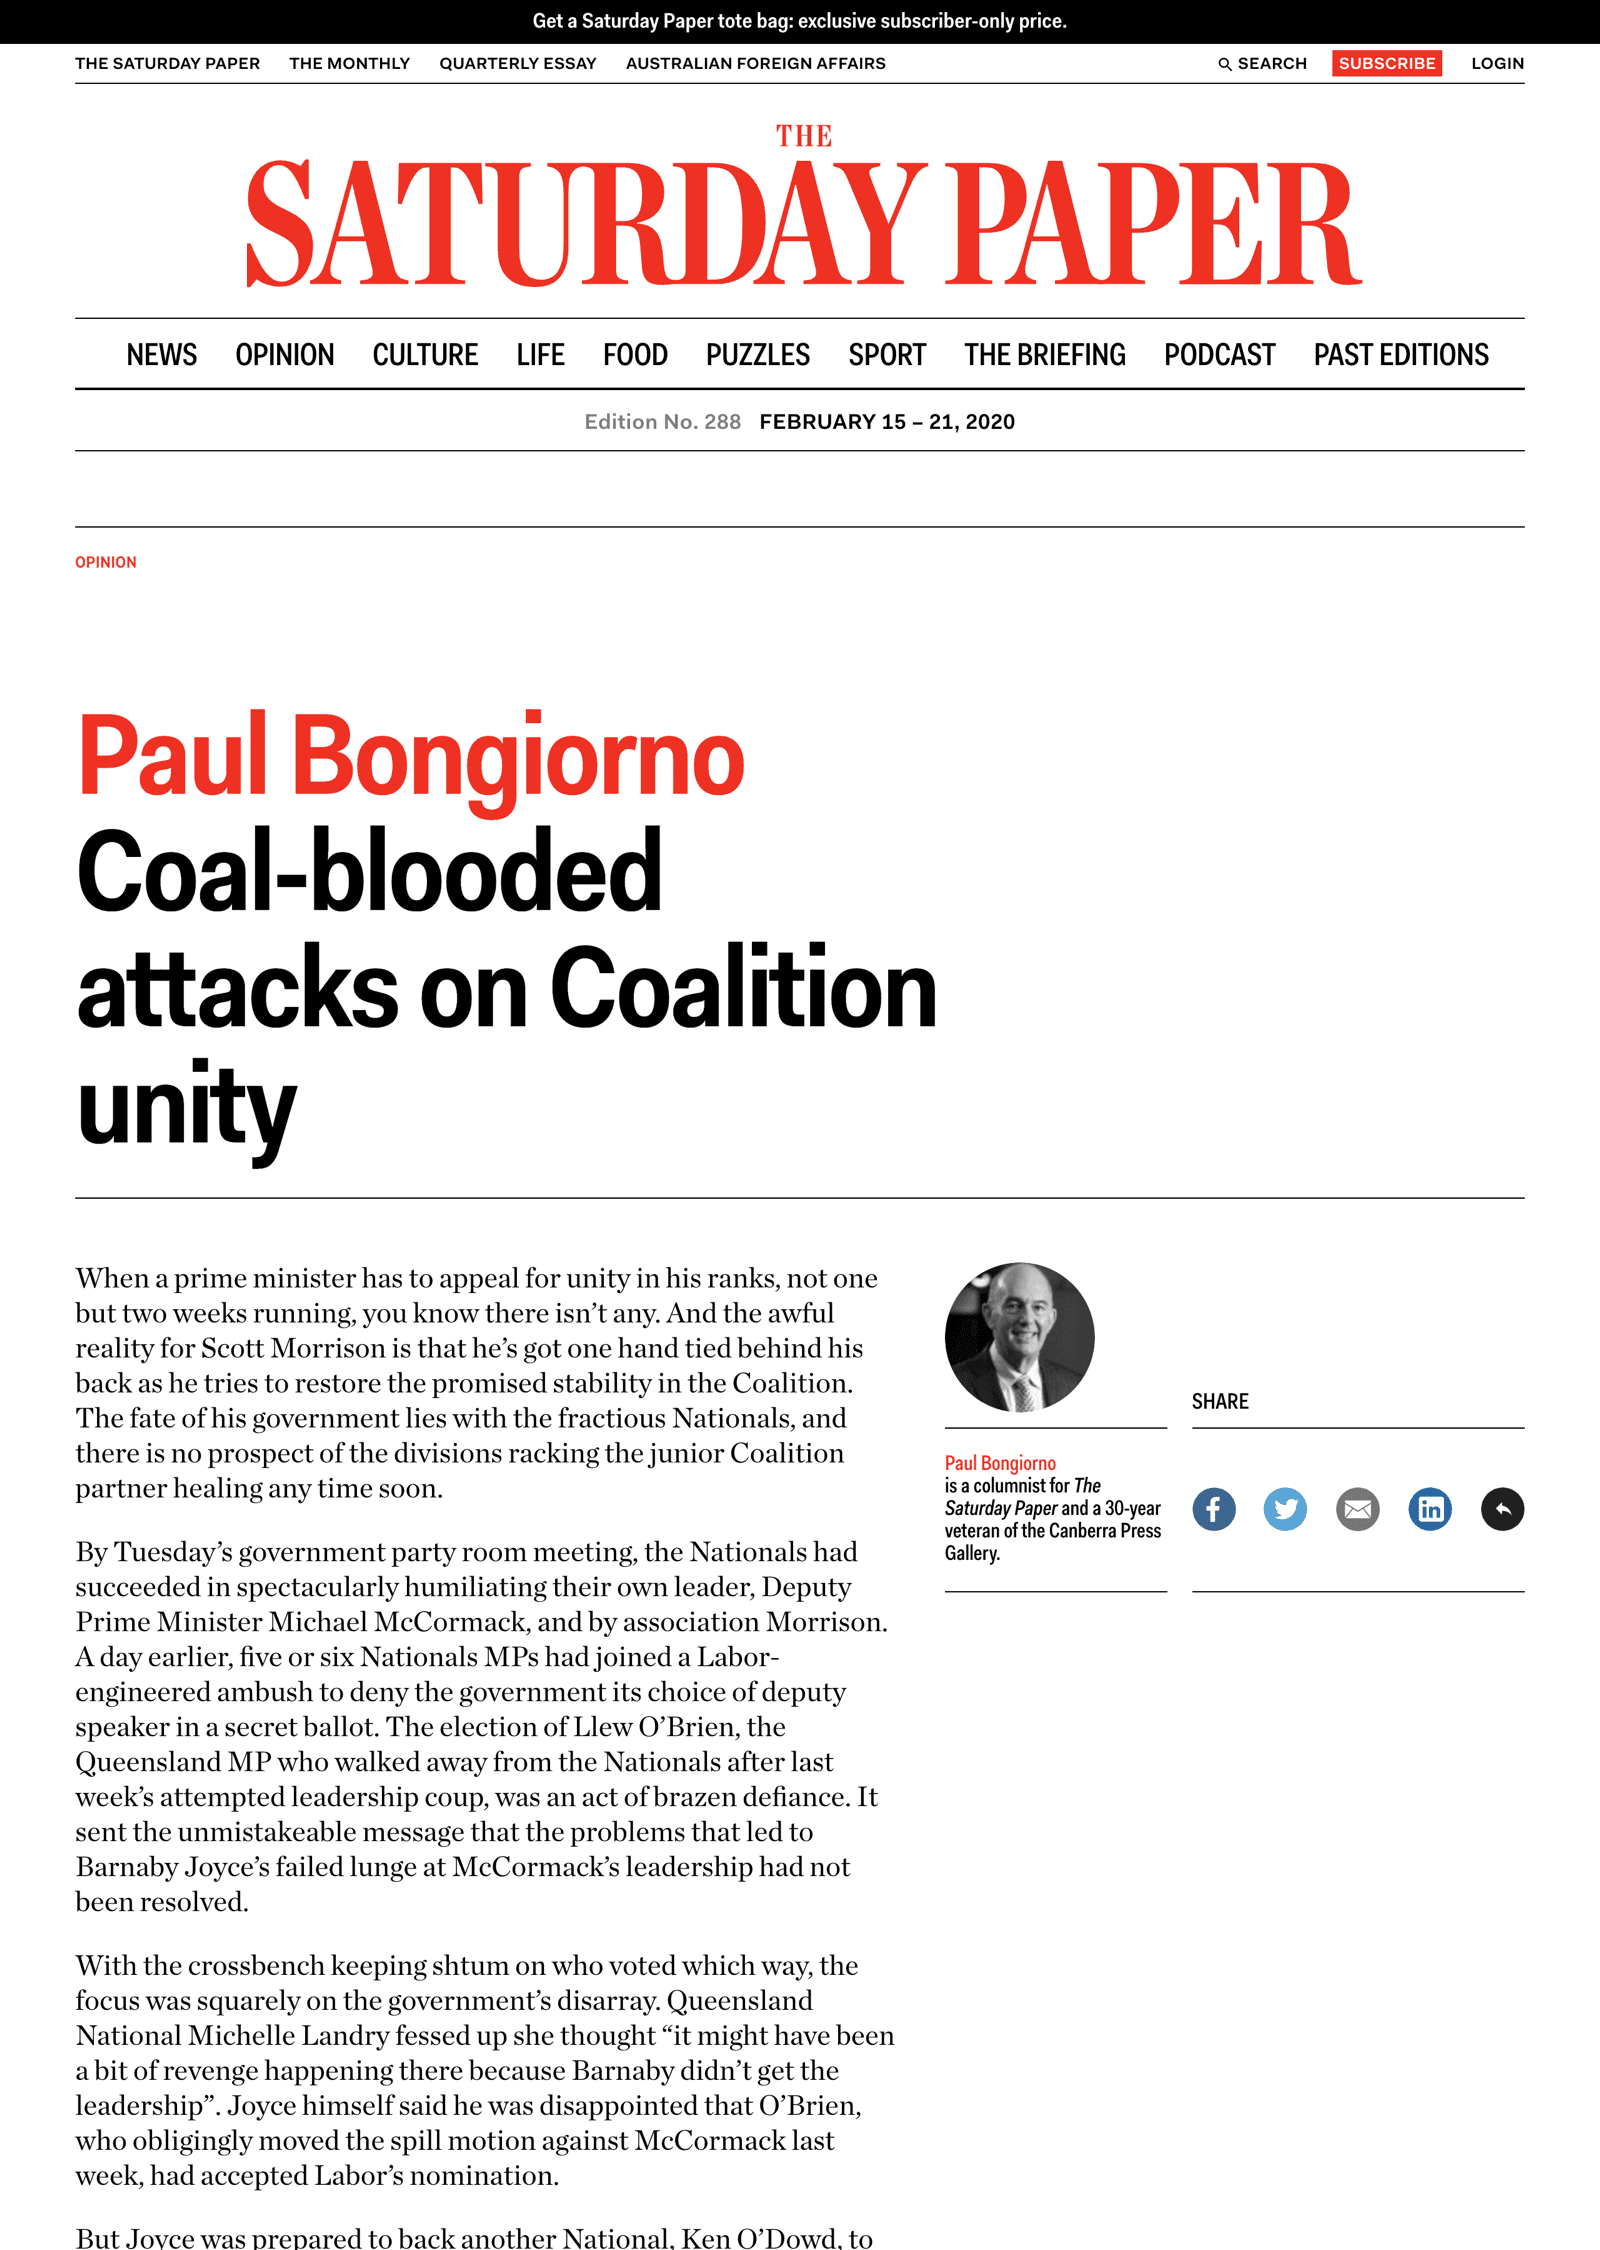 Get a Saturday Paper tote bag: exclusive subscriber-only price.
THE SATURDAY PAPER THE MONTHLY QUARTERLY ESSAY AUSTRALIAN FOREIGN AFFAIRS SEARCH SUBSCRIBE LOGIN
THE
SATURDAY PAPER
NEWS OPINION CULTURE LIFE FOOD PUZZLES SPORT THE BRIEFING PODCAST PAST EDITIONS
Edition No. 288 FEBRUARY 15 – 21, 2020
OPINION
Paul Bongiorno
Coal-blooded
attacks on Coalition
unity
When a prime minister has to appeal for unity in his ranks, not one
but two weeks running, you know there isn’t any. And the awful
reality for Scott Morrison is that he’s got one hand tied behind his
back as he tries to restore the promised stability in the Coalition.
The fate of his government lies with the fractious Nationals, and
there is no prospect of the divisions racking the junior Coalition
partner healing any time soon.
By Tuesday’s government party room meeting, the Nationals had
succeeded in spectacularly humiliating their own leader, Deputy
Prime Minister Michael McCormack, and by association Morrison.
A day earlier, five or six Nationals MPs had joined a Labor-
engineered ambush to deny the government its choice of deputy
speaker in a secret ballot. The election of Llew O’Brien, the
Queensland MP who walked away from the Nationals after last
week’s attempted leadership coup, was an act of brazen defiance. It
sent the unmistakeable message that the problems that led to
Barnaby Joyce’s failed lunge at McCormack’s leadership had not
been resolved.
With the crossbench keeping shtum on who voted which way, the
focus was squarely on the government’s disarray. Queensland
National Michelle Landry fessed up she thought “it might have been
a bit of revenge happening there because Barnaby didn’t get the
leadership”. Joyce himself said he was disappointed that O’Brien,
who obligingly moved the spill motion against McCormack last
week, had accepted Labor’s nomination.
But Joyce was prepared to back another National, Ken O’Dowd, to
Paul Bongiorno
is a columnist for The
Saturday Paper and a 30-year
veteran of the Canberra Press
Gallery.
SHARE